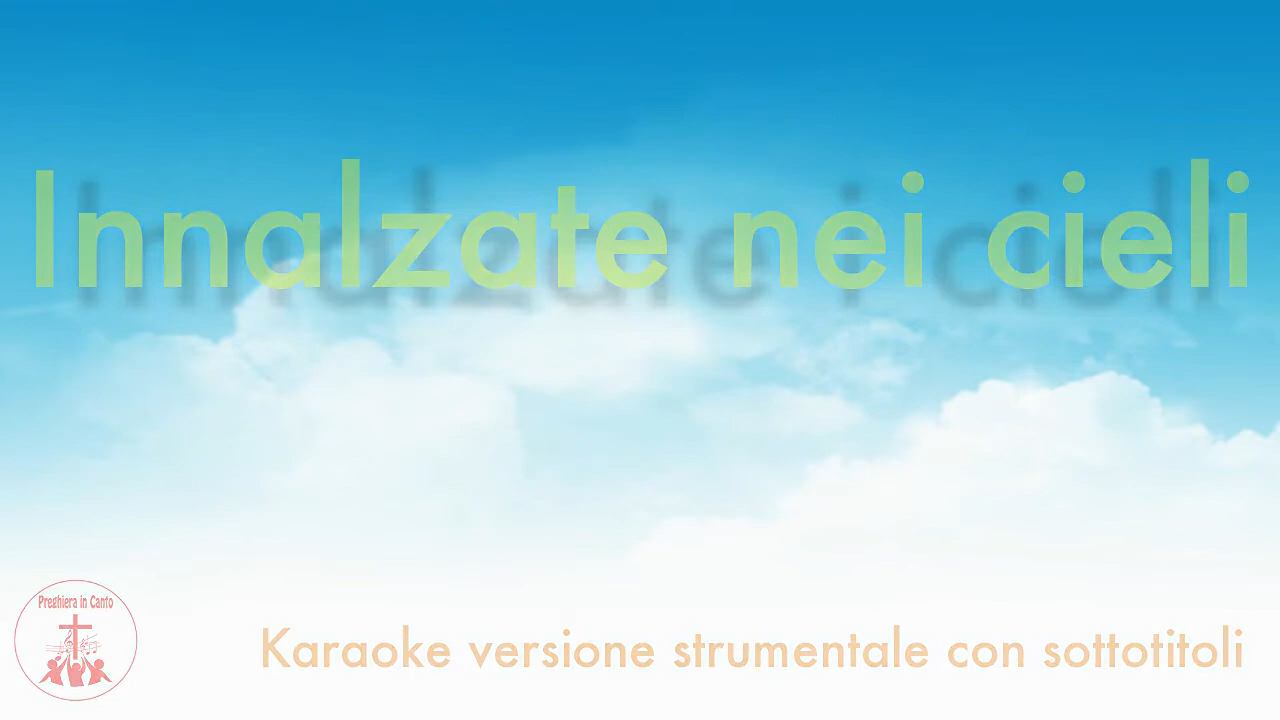 Innalzate nei cieli
Preghiera in Canto
Karaoke versione strumentale con sottotitoli